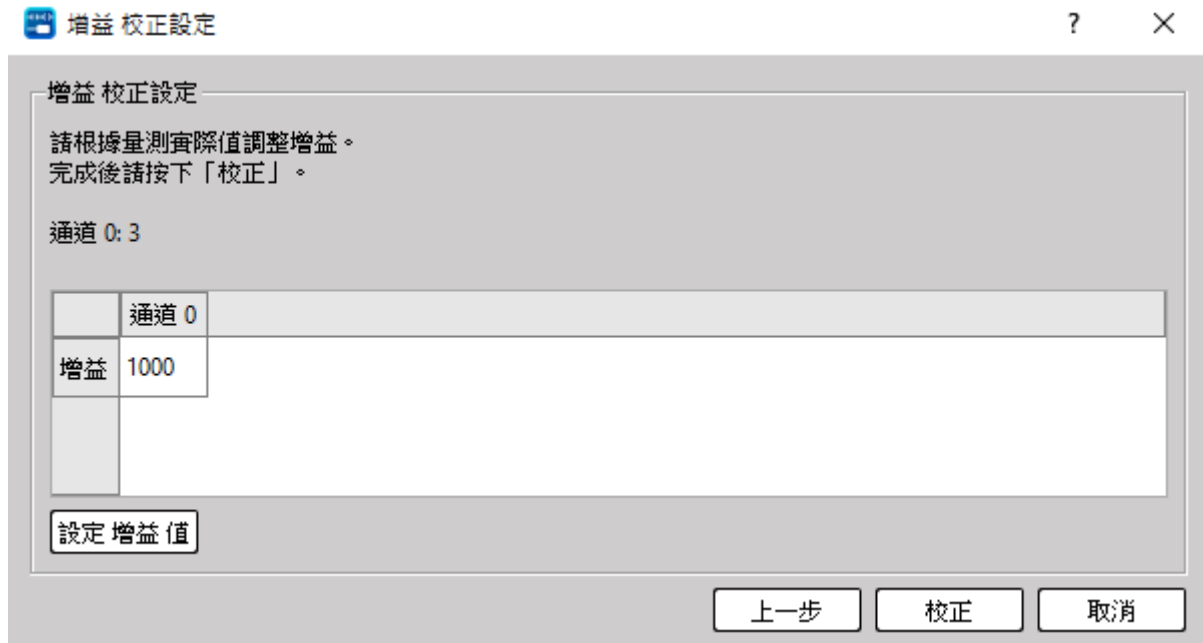 增益 校正設定
?
增益 校正設定
請根據量測實際值調整增益。
完成後請按下「校正」。
通道 0: 3
通道 0
增益 1000
設定 增益 值
上一步 校正 取消